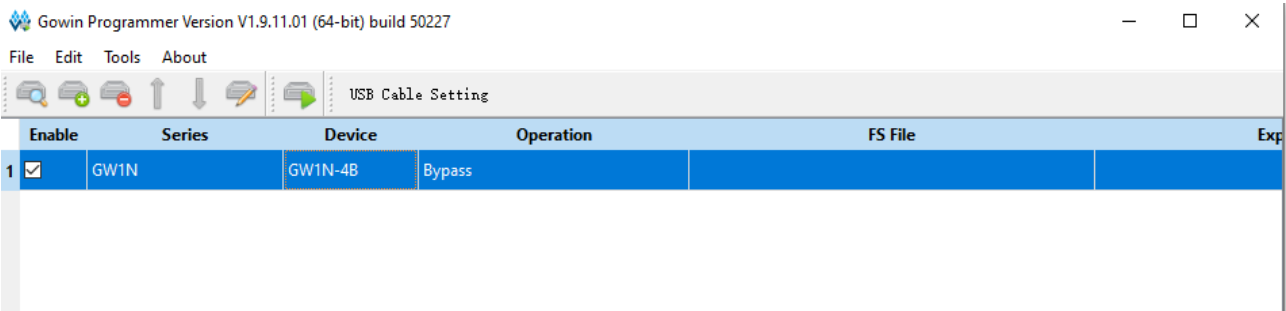 Gowin Programmer Version V1.9.11.01 (64-bit) build 50227
File Edit Tools About
USB Cable Setting
Enable Series Device Operation FS File Exp
1 GW1N GW1N-4B Bypass